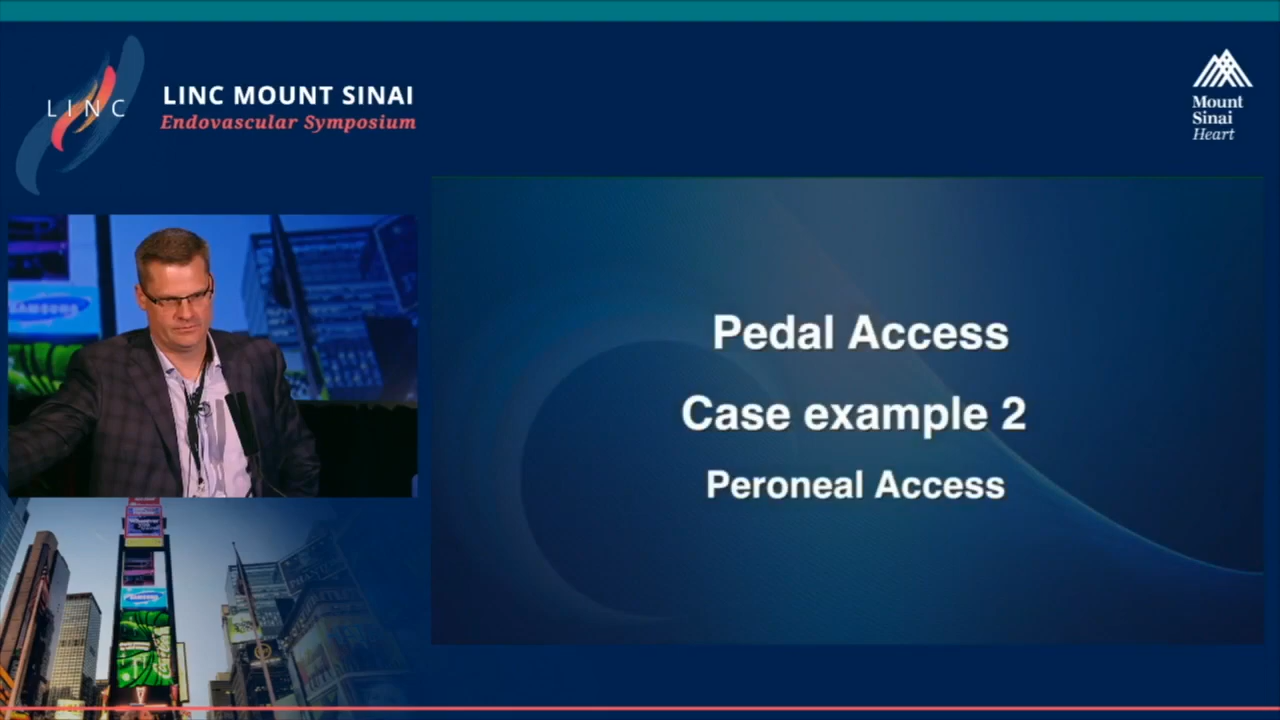 LINC
LINC MOUNT SINAI
Endovascular Symposium
Mount
Sinai
Heart
SAMSUNG
Pedal Access
Case example 2
Peroneal Access